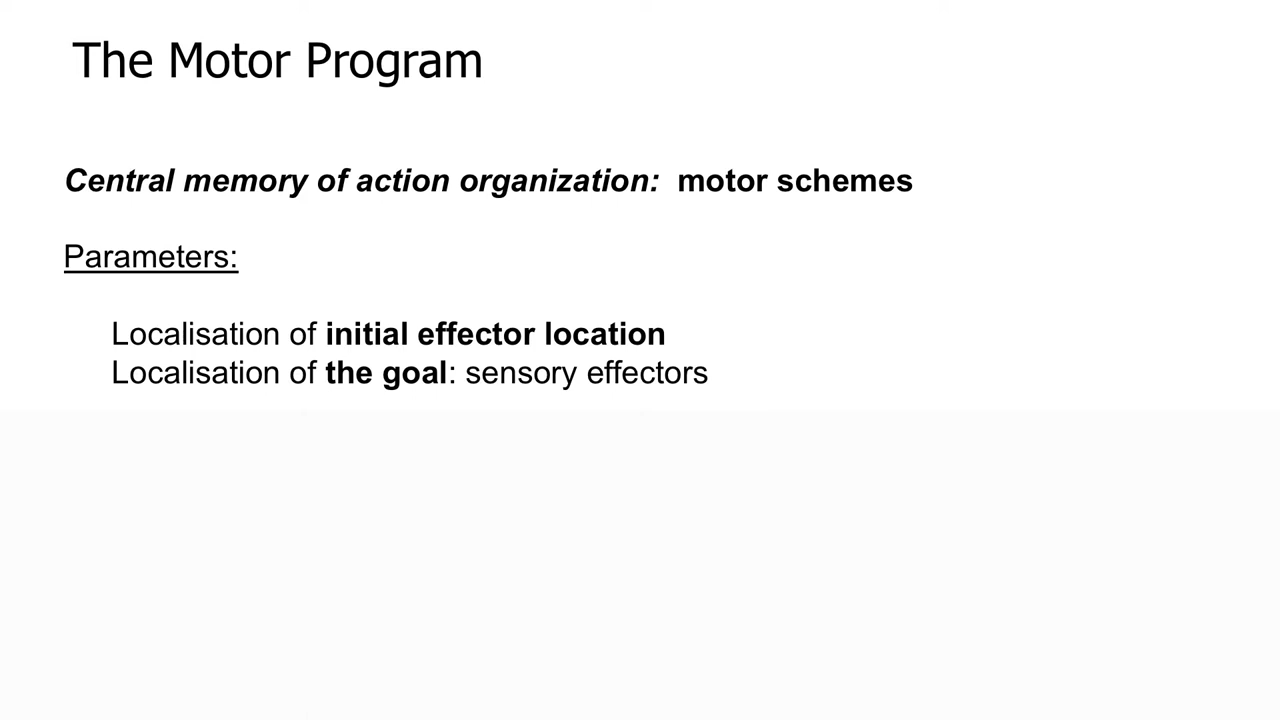 The Motor Program
Central memory of action organization: motor schemes
Parameters:
Localisation of initial effector location
Localisation of the goal: sensory effectors